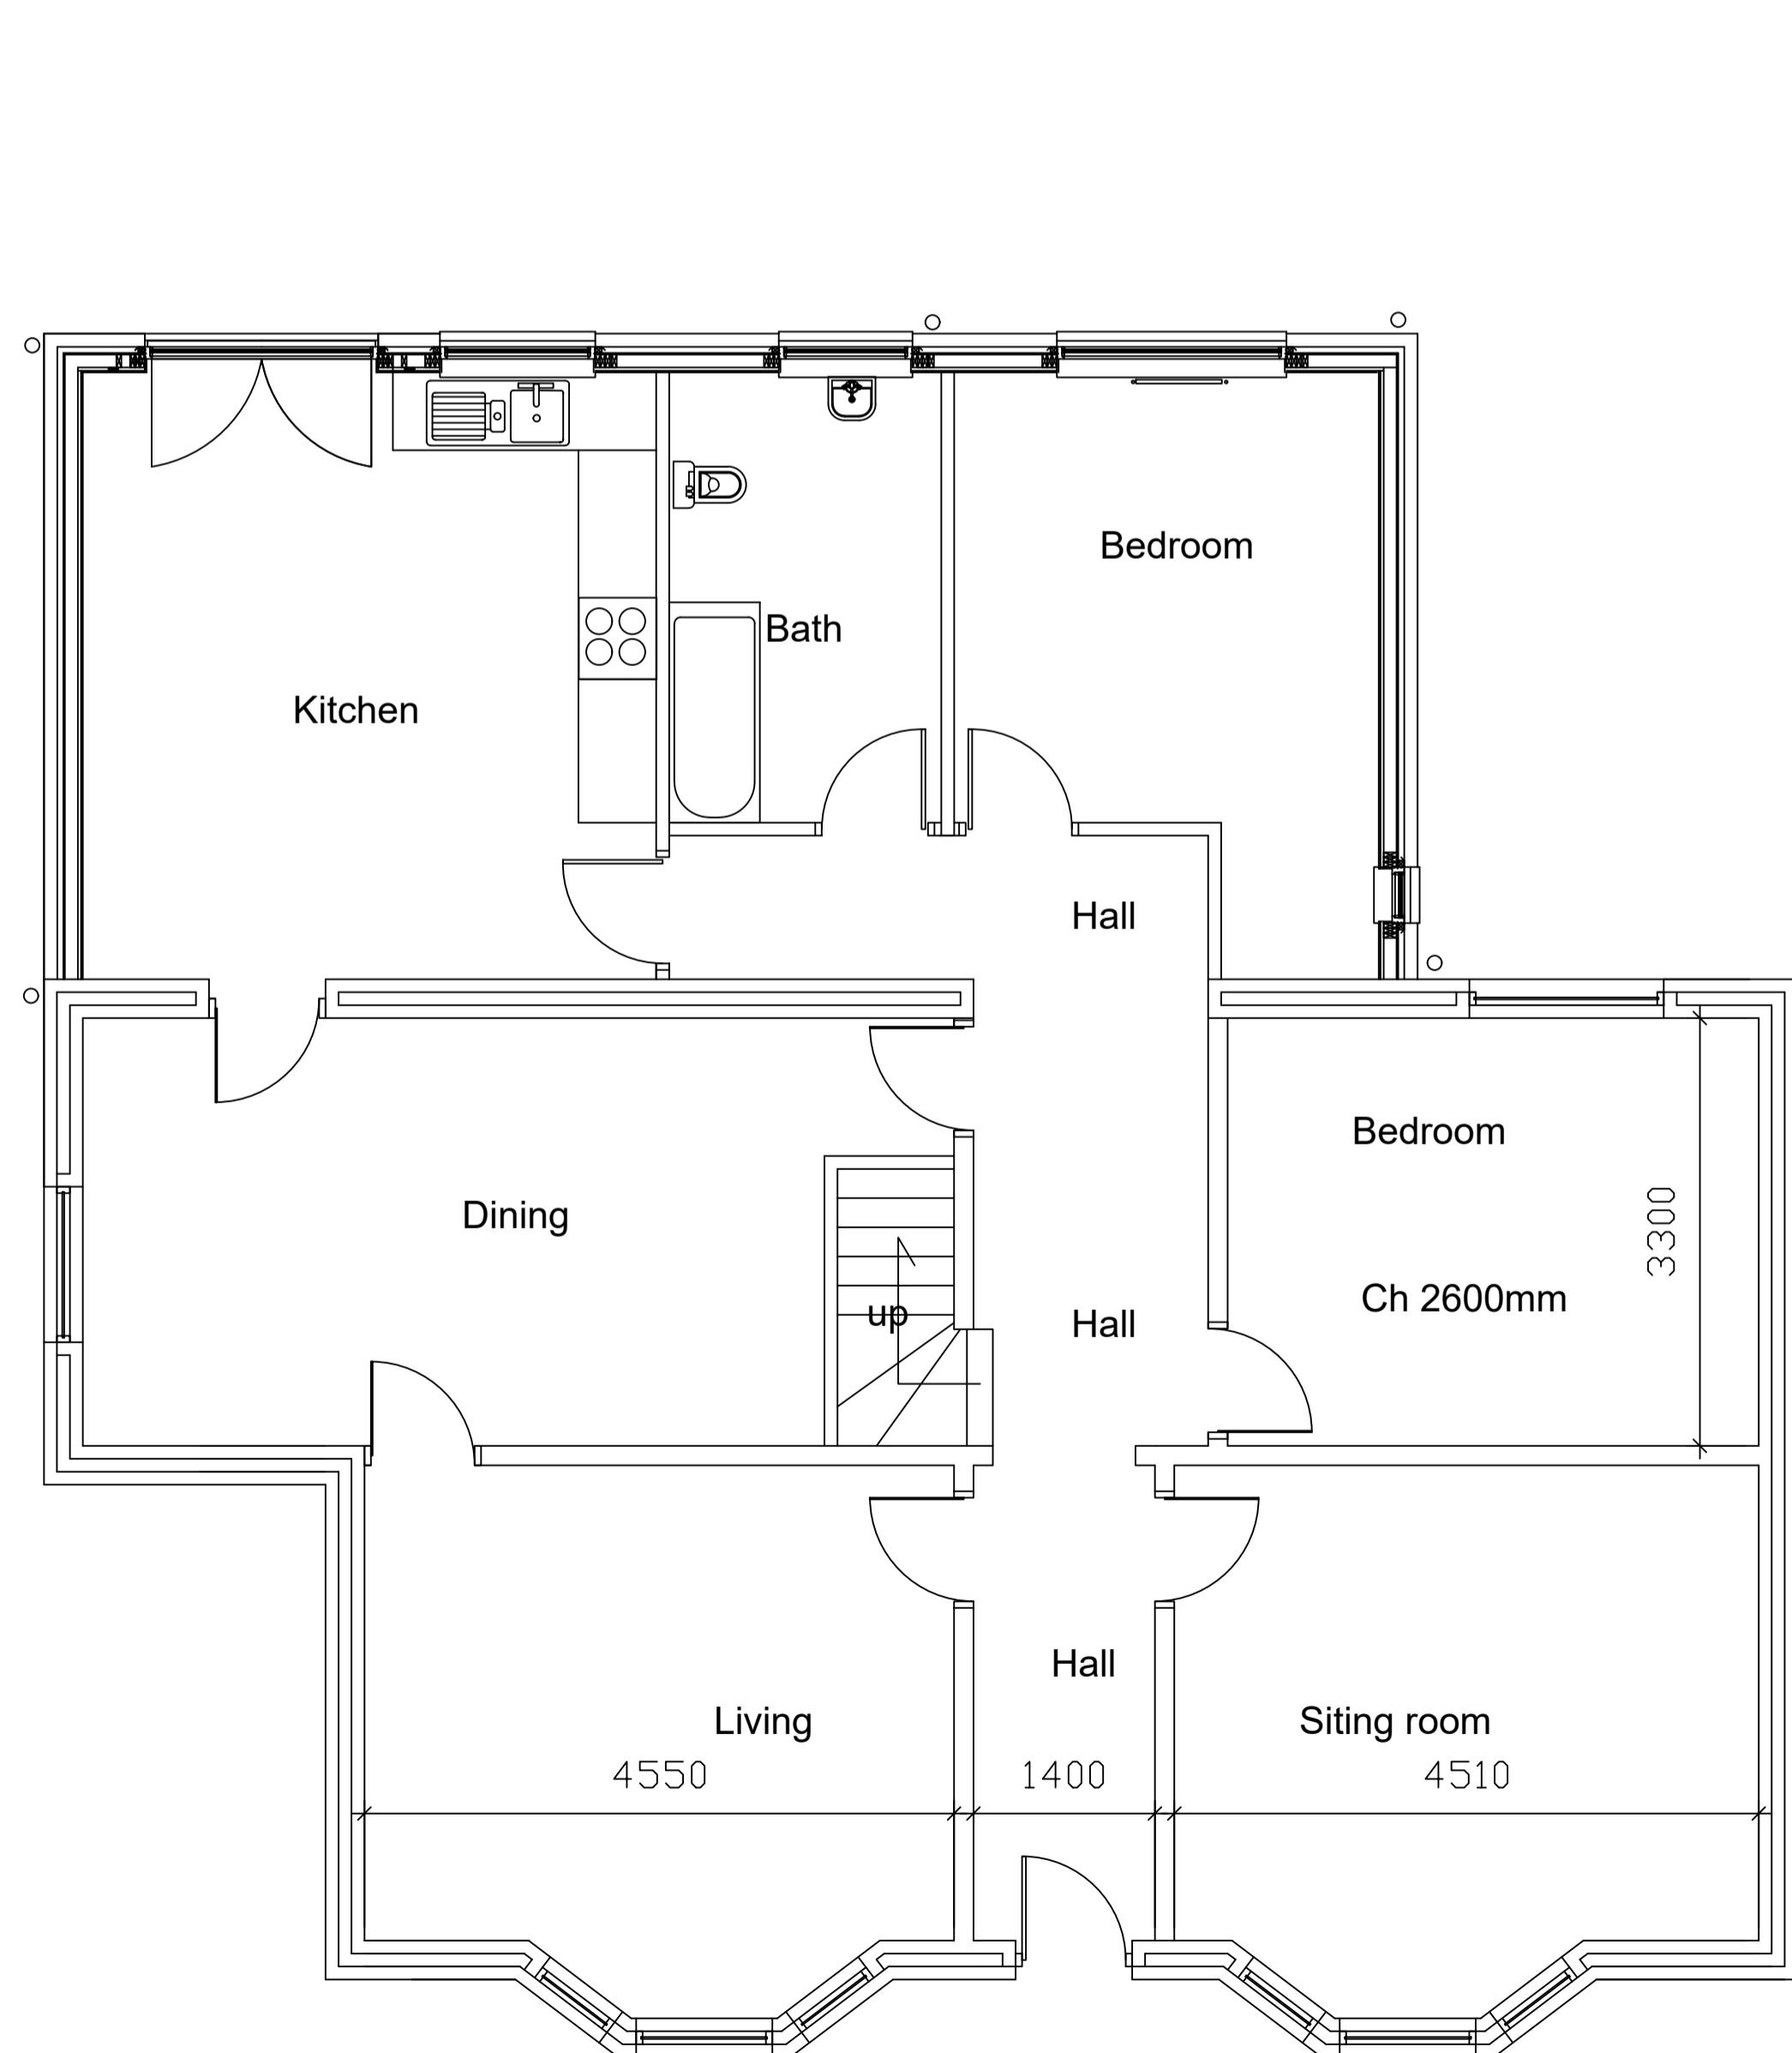 Bedroom
Bath
Kitchen
Hall
Bedroom
Dining
3300
Ch 2600mm
up
Hall
Hall
Living
Siting room
4550
1400
4510